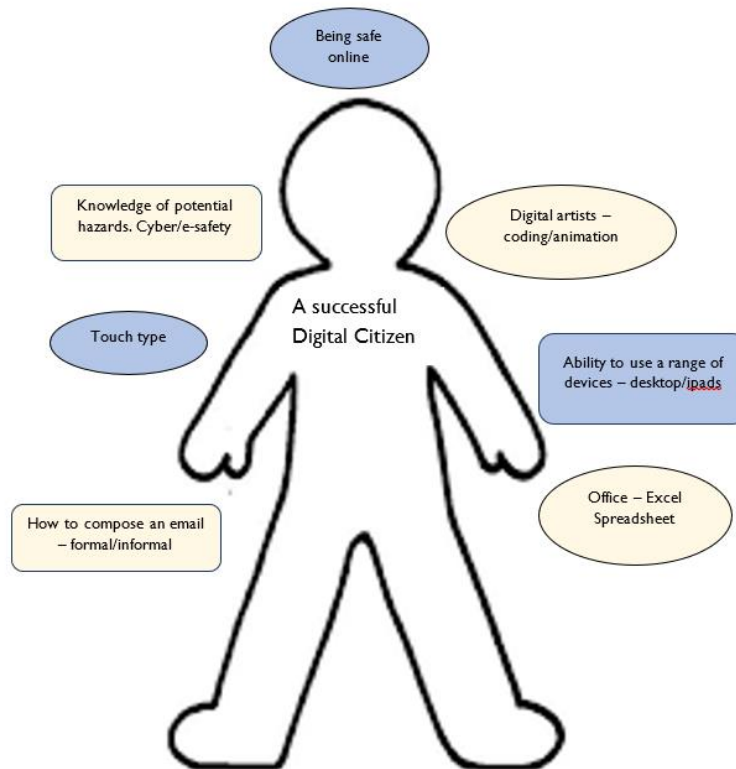 Being safe
online
Knowledge of potential
hazards. Cyber/e-safety
Digital artists –
coding/animation
A successful
Digital Citizen
Touch type
Ability to use a range of
devices – desktop/ipads
How to compose an email
– formal/informal
Office – Excel
Spreadsheet